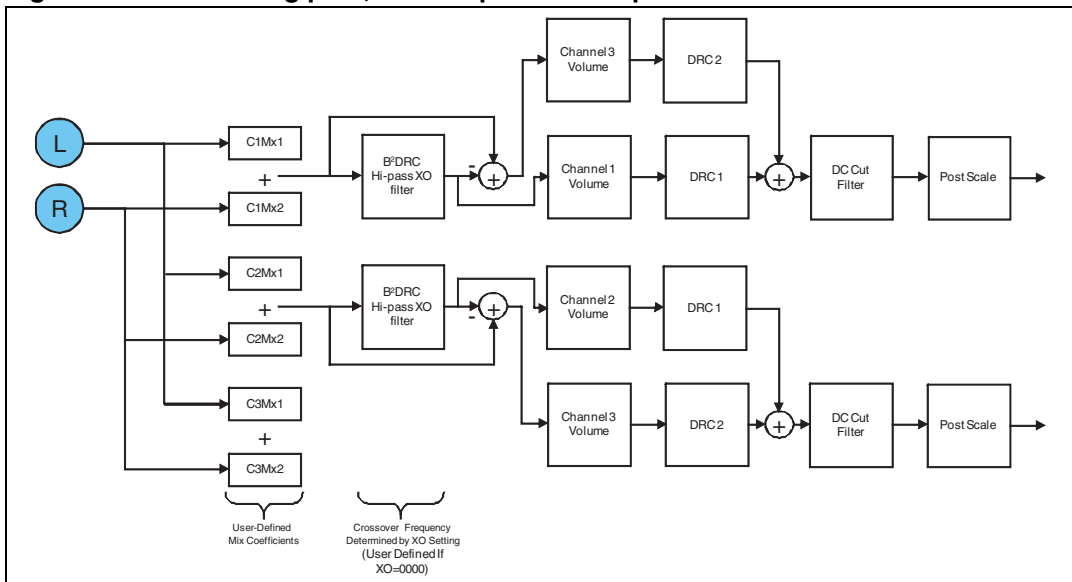 Channel 3
Volume
DRC 2
L
C1Mx1
+
C1Mx2
B²DRC
Hi-pass XO
filter
-
+
Channel 1
Volume
DRC 1
+
DC Cut
Filter
Post Scale
R
C2Mx1
+
C2Mx2
B²DRC
Hi-pass XO
filter
-
+
Channel 2
Volume
DRC 1
C3Mx1
+
C3Mx2
Channel 3
Volume
DRC 2
+
DC Cut
Filter
Post Scale
User-Defined
Mix Coefficients
Crossover Frequency
Determined by XO Setting
(User Defined If
XO=0000)